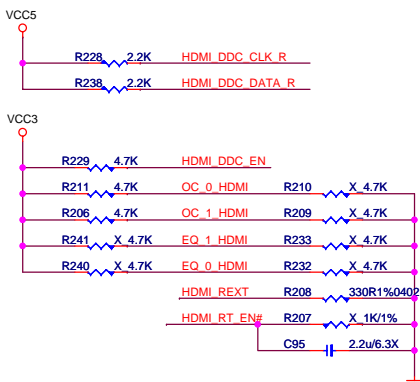 VCC5
R228 2.2K HDMI_DDC_CLK_R
R238 2.2K HDMI_DDC_DATA_R
VCC3
R229 4.7K HDMI_DDC_EN
R211 4.7K OC_0_HDMI R210 X_4.7K
R206 4.7K OC_1_HDMI R209 X_4.7K
R241 X_4.7K EQ_1_HDMI R233 X_4.7K
R240 X_4.7K EQ_0_HDMI R232 X_4.7K
HDMI_REXT R208 330R1%0402
HDMI_RT_EN# R207 X_1K/1%
C95 2.2u/6.3X